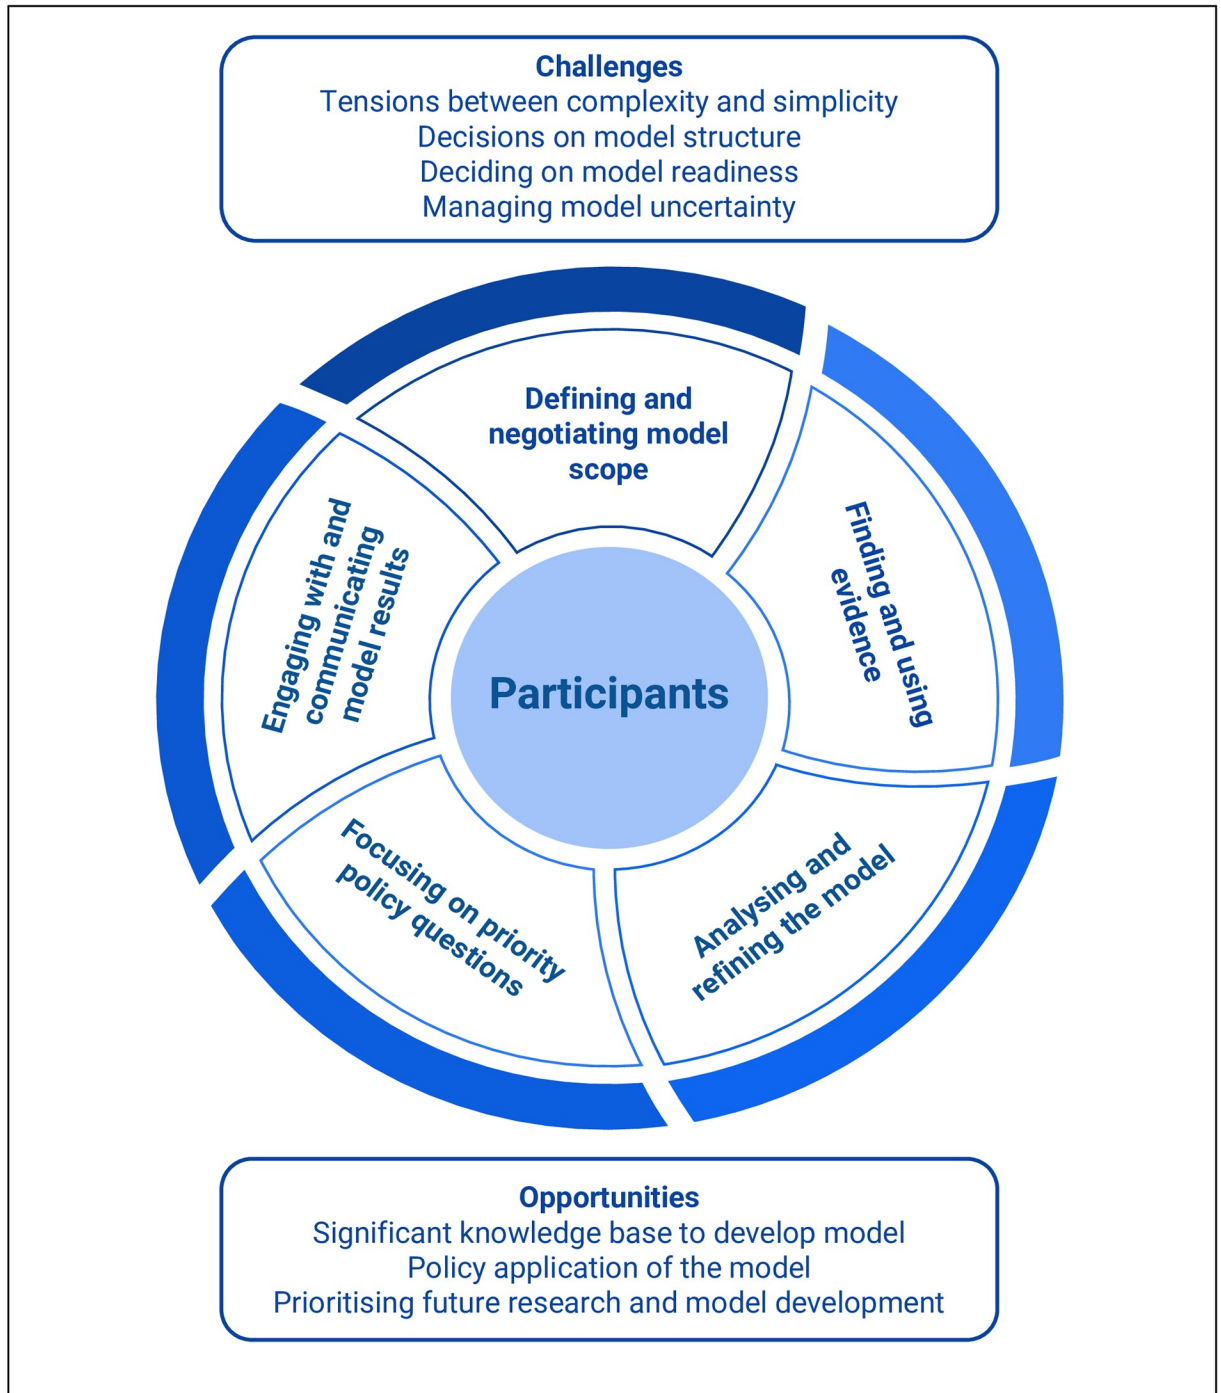 Challenges
Tensions between complexity and simplicity
Decisions on model structure
Deciding on model readiness
Managing model uncertainty
Defining and
negotiating model
scope
Finding and using
evidence
Analysing and
refining the model
Focusing on priority
policy questions
Engaging with and
communicating
model results
Participants
Opportunities
Significant knowledge base to develop model
Policy application of the model
Prioritising future research and model development